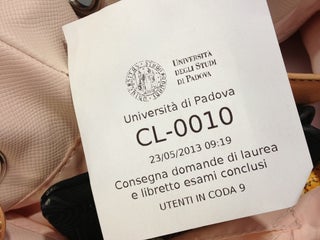 Università
degli Studi
di Padova
Università di Padova
CL-0010
23/05/2013 09:19
Consegna domande di laurea
e libretto esami conclusi
UTENTI IN CODA 9